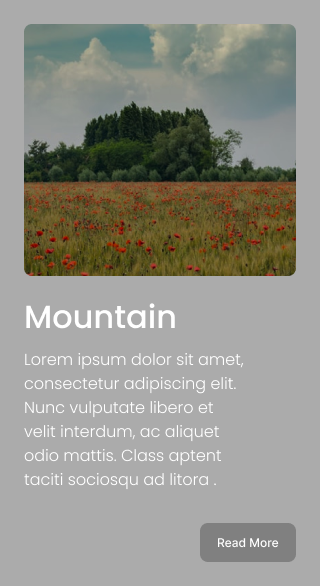 Mountain
Lorem ipsum dolor sit amet,
consectetur adipiscing elit.
Nunc vulputate libero et
velit interdum, ac aliquet
odio mattis. Class aptent
taciti sociosqu ad litora .
Read More